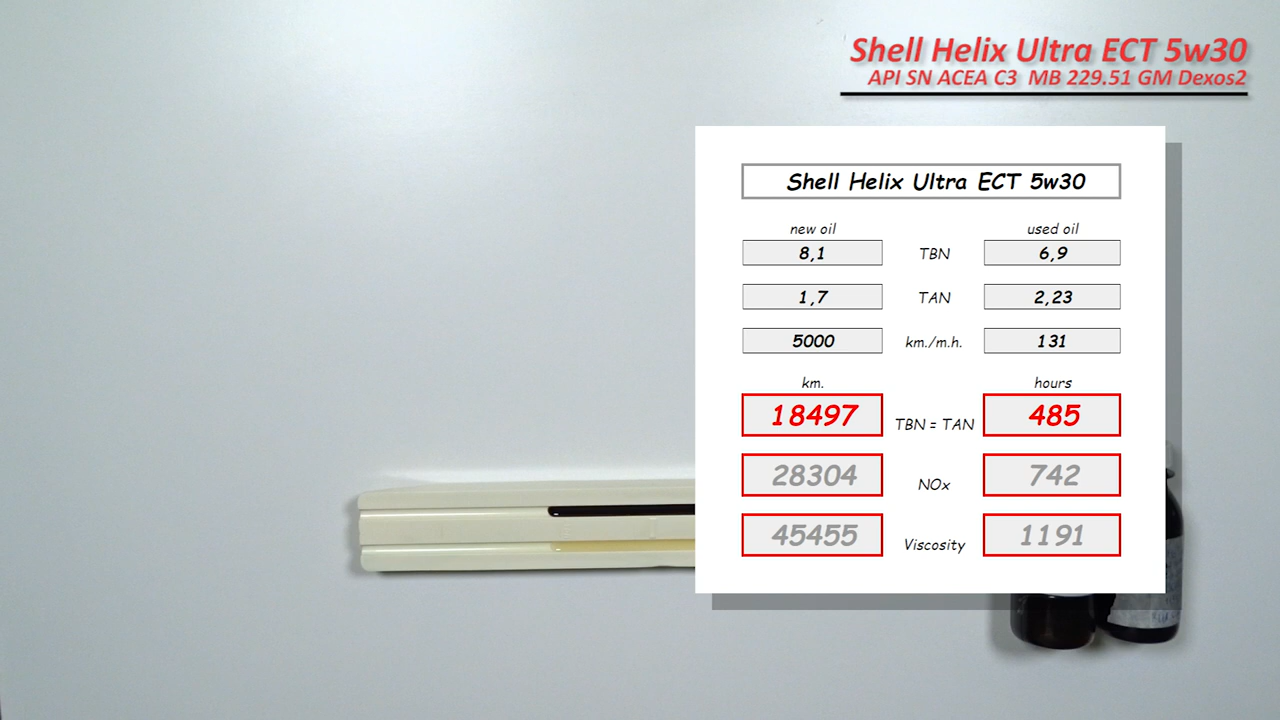 Shell Helix Ultra ECT 5w30
API SN ACEA C3 MB 229.51 GM Dexos2
Shell Helix Ultra ECT 5w30
new oil used oil
8,1 TBN 6,9
1,7 TAN 2,23
5000 km./m.h. 131
km. hours
18497 TBN = TAN 485
28304 NOx 742
45455 Viscosity 1191